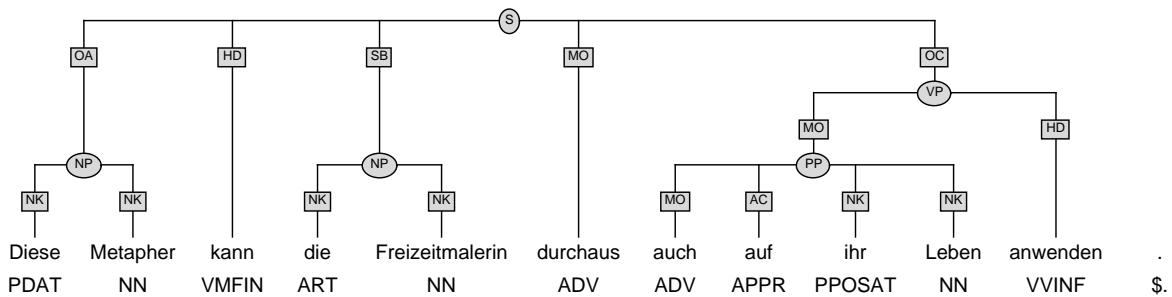 S
OA HD SB MO OC
VP
MO HD
NP NP PP
NK NK NK NK MO AC NK NK
Diese Metapher kann die Freizeitmalerin durchaus auch auf ihr Leben anwenden .
PDAT NN VMFIN ART NN ADV ADV APPR PPOSAT NN VVINF $.